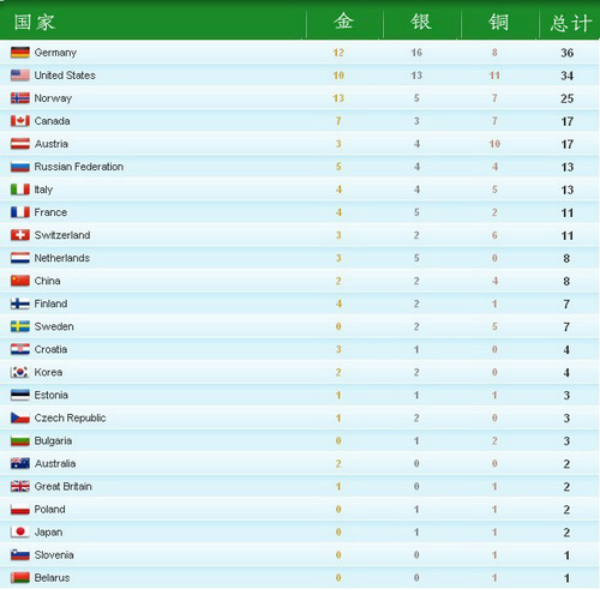 国家 金 银 铜 总计
Germany 12 16 8 36
United States 10 13 11 34
Norway 13 5 7 25
Canada 7 3 7 17
Austria 3 4 10 17
Russian Federation 5 4 4 13
Italy 4 4 5 13
France 4 5 2 11
Switzerland 3 2 6 11
Netherlands 3 5 0 8
China 2 2 4 8
Finland 4 2 1 7
Sweden 0 2 5 7
Croatia 3 1 0 4
Korea 2 2 0 4
Estonia 1 1 1 3
Czech Republic 1 2 0 3
Bulgaria 0 1 2 3
Australia 2 0 0 2
Great Britain 1 0 1 2
Poland 0 1 1 2
Japan 0 1 1 2
Slovenia 0 0 1 1
Belarus 0 0 1 1